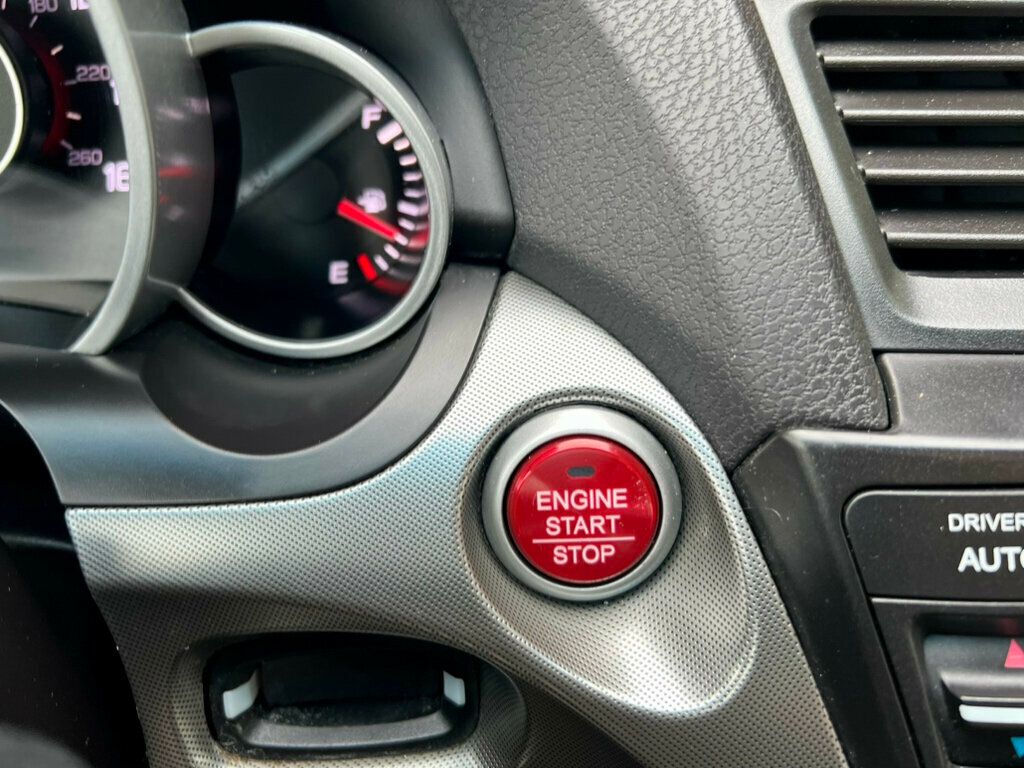 180
220
260
F
E
ENGINE
START
STOP
DRIVER
AUTO